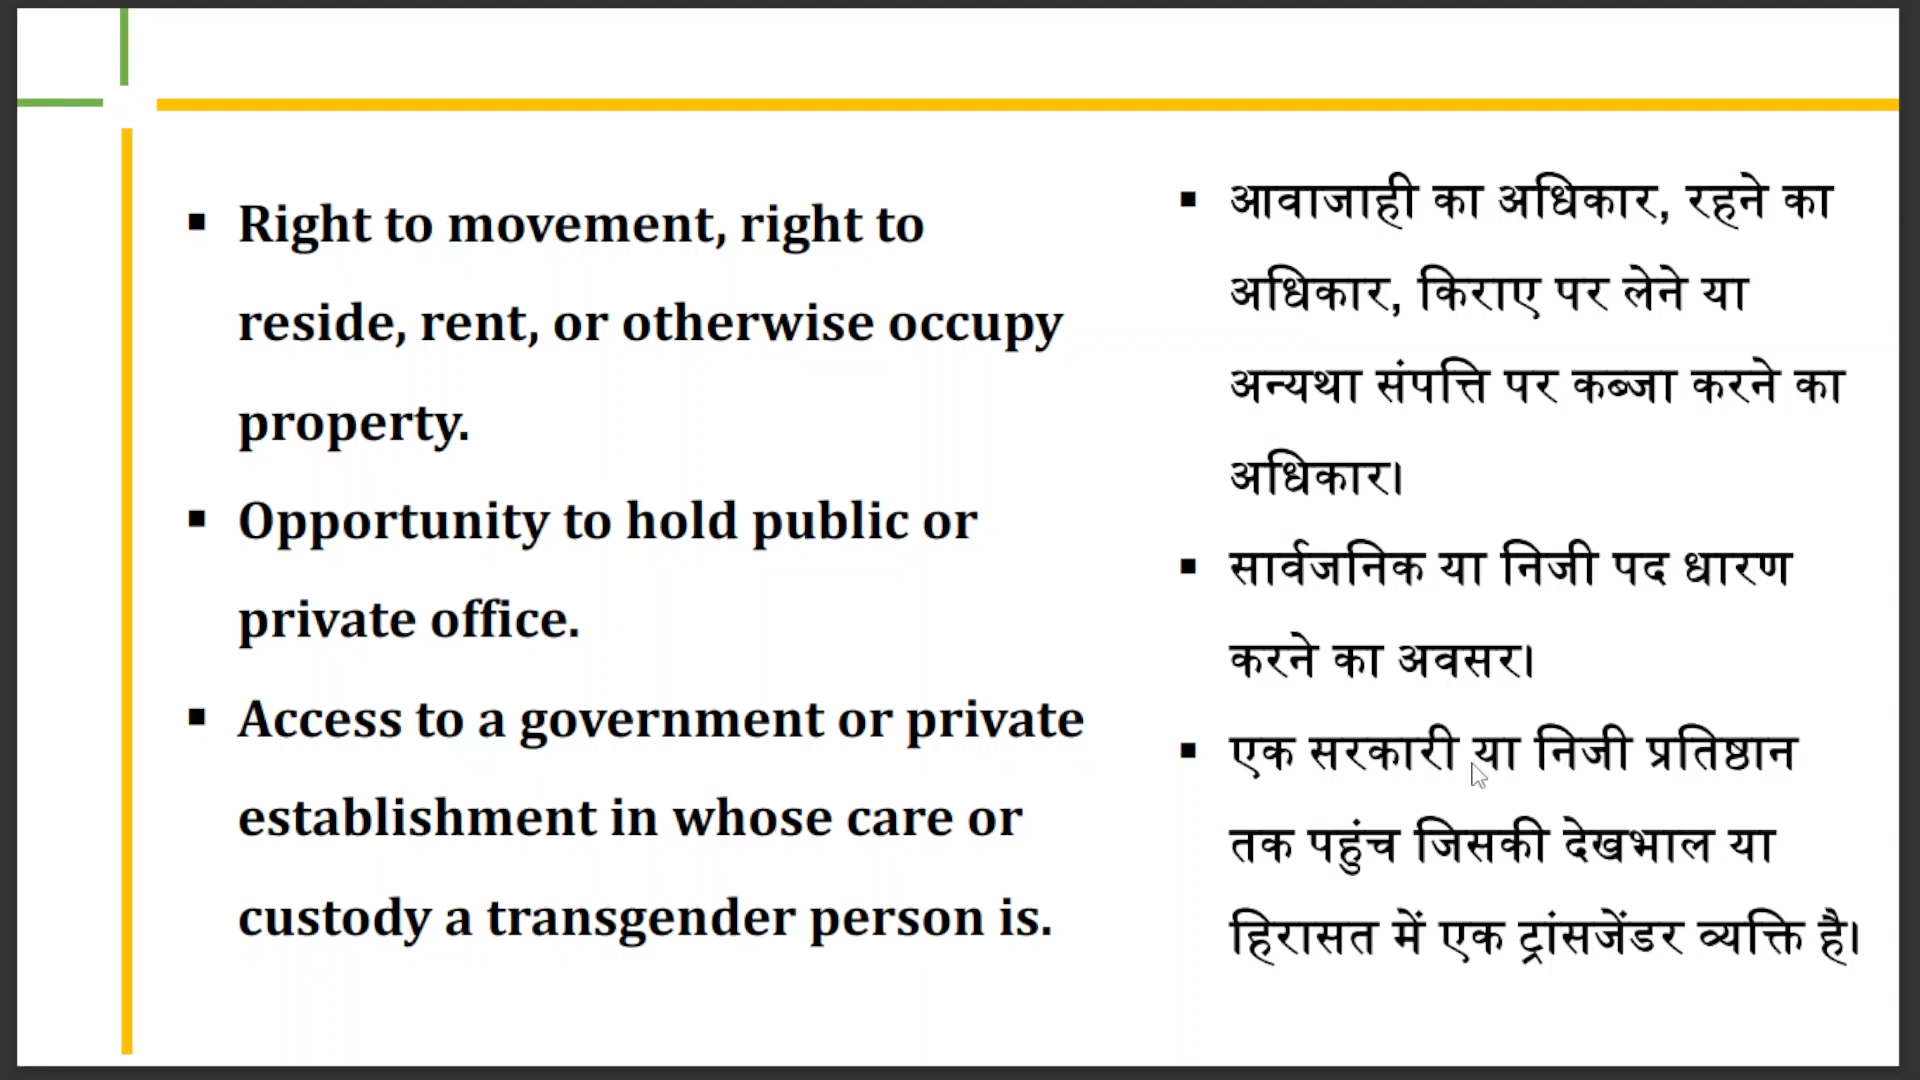 ▪ Right to movement, right to
reside, rent, or otherwise occupy
property.
▪ Opportunity to hold public or
private office.
▪ Access to a government or private
establishment in whose care or
custody a transgender person is.
▪ आवाजाही का अधिकार, रहने का
अधिकार, किराए पर लेने या
अन्यथा संपत्ति पर कब्जा करने का
अधिकार।
▪ सार्वजनिक या निजी पद धारण
करने का अवसर।
▪ एक सरकारी या निजी प्रतिष्ठान
तक पहुंच जिसकी देखभाल या
हिरासत में एक ट्रांसजेंडर व्यक्ति है।